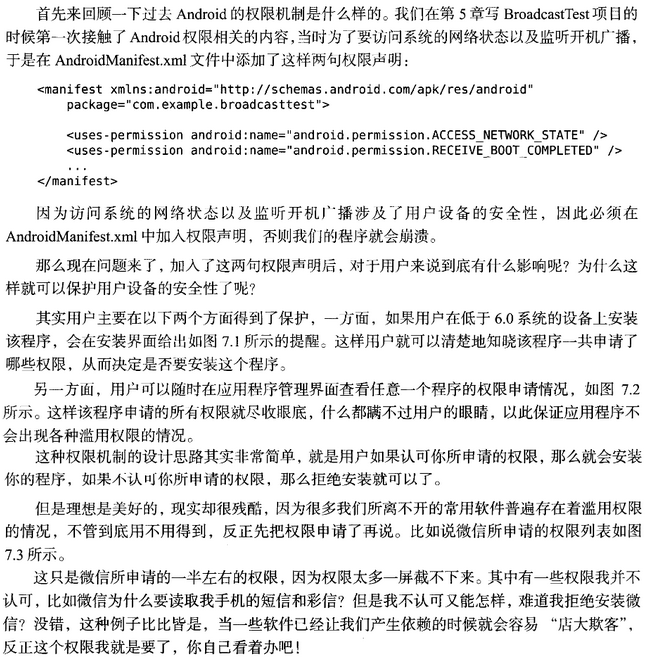 首先来回顾一下过去 Android 的权限机制是什么样的。我们在第 5 章写 BroadcastTest 项目的
时候第一次接触了 Android 权限相关的内容,当时为了要访问系统的网络状态以及监听开机广播,
于是在 AndroidManifest.xml 文件中添加了这样两句权限声明:
<manifest xmlns:android="http://schemas.android.com/apk/res/android"
    package="com.example.broadcasttest">
    <uses-permission android:name="android.permission.ACCESS_NETWORK_STATE" />
    <uses-permission android:name="android.permission.RECEIVE_BOOT_COMPLETED" />
    ...
</manifest>
因为访问系统的网络状态以及监听开机广播涉及了用户设备的安全性,因此必须在
AndroidManifest.xml 中加入权限声明,否则我们的程序就会崩溃。
那么现在问题来了,加入了这两句权限声明后,对于用户来说到底有什么影响呢?为什么这
样就可以保护用户设备的安全性了呢?
其实用户主要在以下两个方面得到了保护,一方面,如果用户在低于 6.0 系统的设备上安装
该程序,会在安装界面给出如图 7.1 所示的提醒。这样用户就可以清楚地知晓该程序一共申请了
哪些权限,从而决定是否要安装这个程序。
另一方面,用户可以随时在应用程序管理界面查看任意一个程序的权限申请情况,如图 7.2
所示。这样该程序申请的所有权限就尽收眼底,什么都瞒不过用户的眼睛,以此保证应用程序不
会出现各种滥用权限的情况。
这种权限机制的设计思路其实非常简单,就是用户如果认可你所申请的权限,那么就会安装
你的程序,如果不认可你所申请的权限,那么拒绝安装就可以了。
但是理想是美好的,现实却很残酷,因为很多我们所离不开的常用软件普遍存在着滥用权限
的情况,不管到底用不用得到,反正先把权限申请了再说。比如说微信所申请的权限列表如图
7.3 所示。
这只是微信所申请的一半左右的权限,因为权限太多一屏截不下来。其中有一些权限我并不
认可,比如微信为什么要读取我手机的短信和彩信?但是我不认可又能怎样,难道我拒绝安装微
信?没错,这种例子比比皆是,当一些软件已经让我们产生依赖的时候就会容易“店大欺客”,
反正这个权限我就是要了,你自己看着办吧!